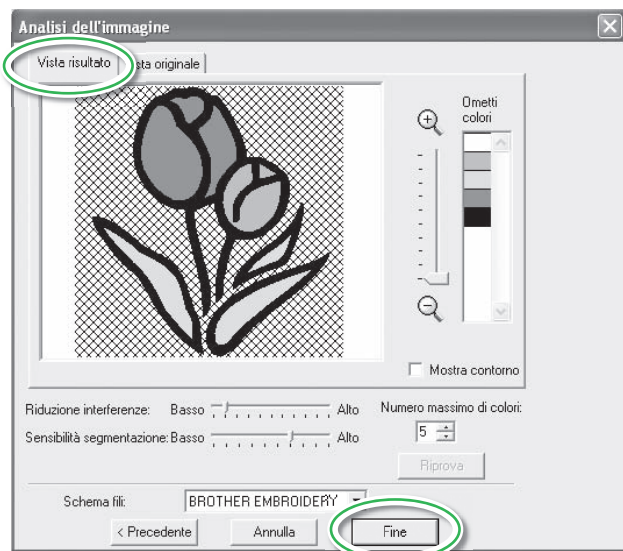 Analisi dell'immagine
Vista risultato
sta originale
Ometti
colori
Mostra contorno
Riduzione interferenze: Basso Alto
Numero massimo di colori:
Sensibilità segmentazione: Basso Alto
5
Riprova
Schema fili: BROTHER EMBROIDERY
< Precedente Annulla Fine